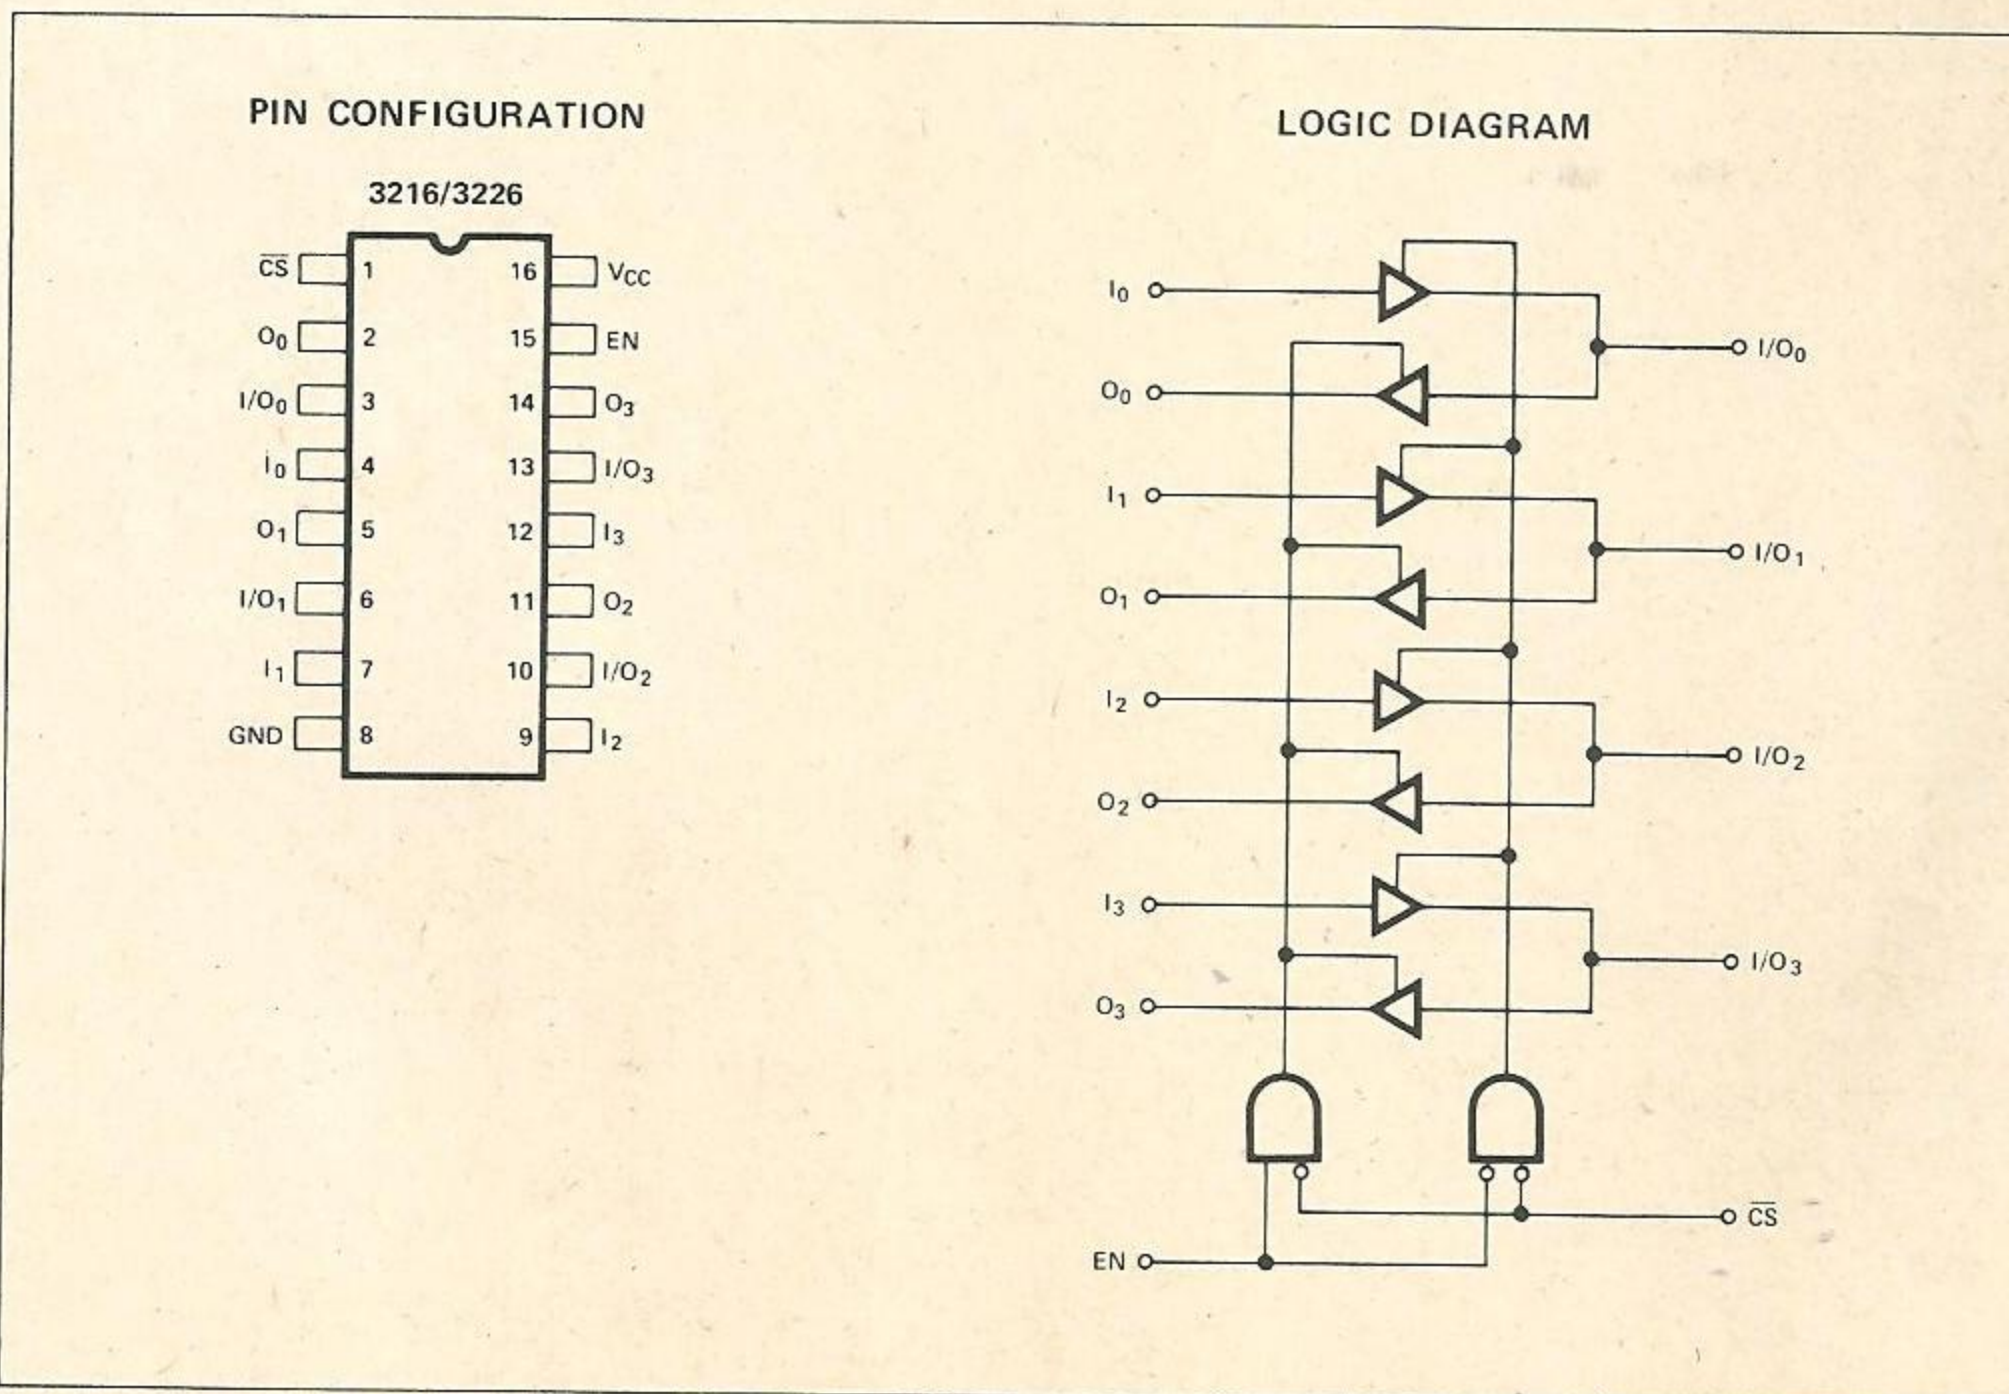 PIN CONFIGURATION
3216/3226
C̅S̅ 1 16 VCC
O0 2 15 EN
I/O0 3 14 O3
I0 4 13 I/O3
O1 5 12 I3
I/O1 6 11 O2
I1 7 10 I/O2
GND 8 9 I2
LOGIC DIAGRAM
I0
I/O0
O0
I1
I/O1
O1
I2
I/O2
O2
I3
I/O3
O3
C̅S̅
EN